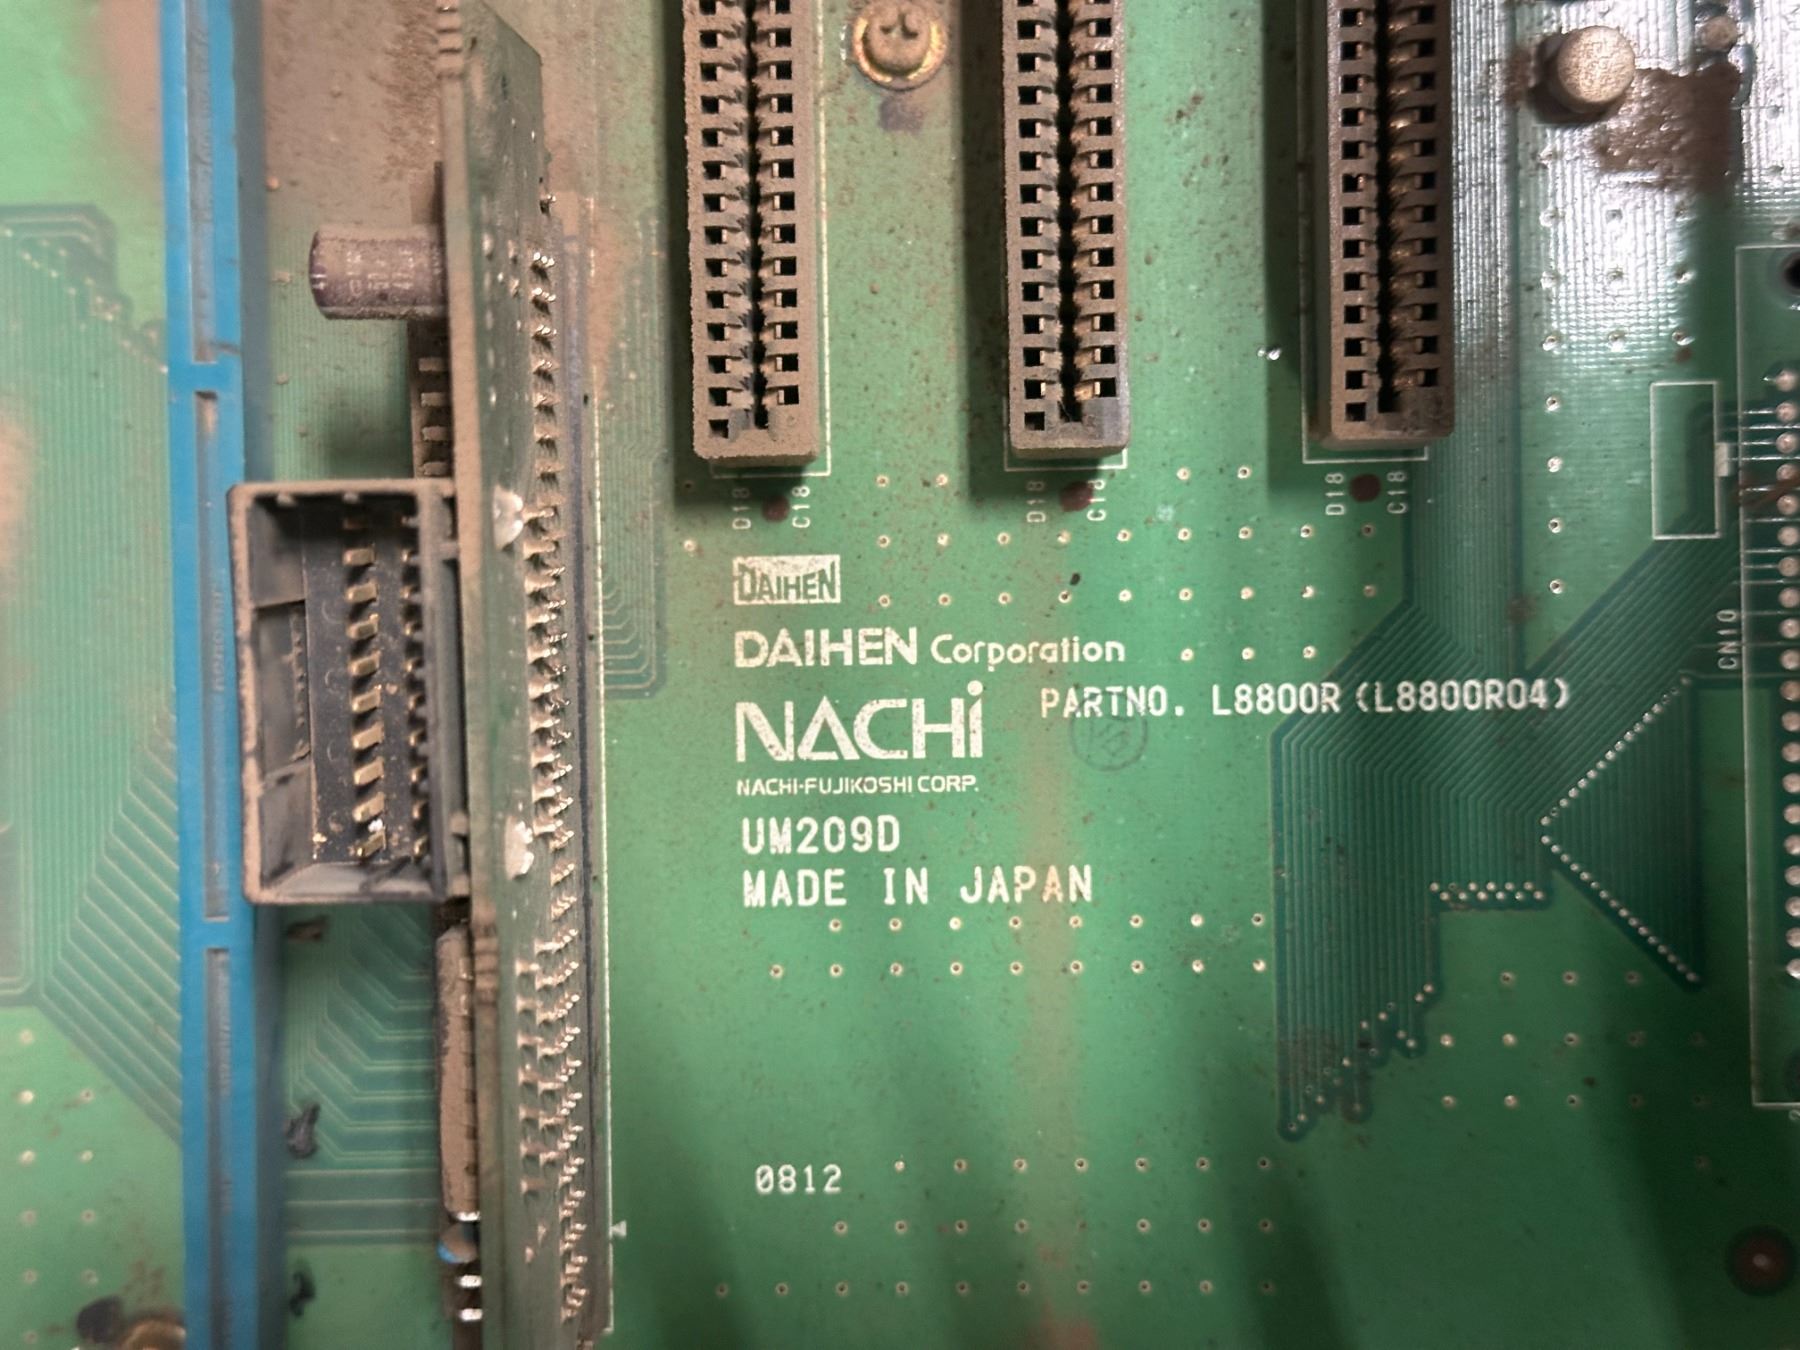 D18 C18 D18 C18 D18 C18
DAIHEN
DAIHEN Corporation
NACHi PARTNO. L8800R (L8800R04)
NACHI-FUJIKOSHI CORP.
UM209D
MADE IN JAPAN
CN10
0812